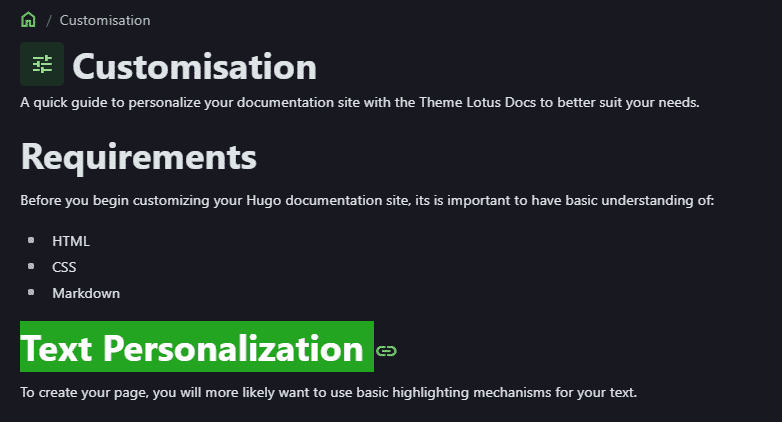 / Customisation
Customisation
A quick guide to personalize your documentation site with the Theme Lotus Docs to better suit your needs.
Requirements
Before you begin customizing your Hugo documentation site, its is important to have basic understanding of:
HTML
CSS
Markdown
Text Personalization
To create your page, you will more likely want to use basic highlighting mechanisms for your text.